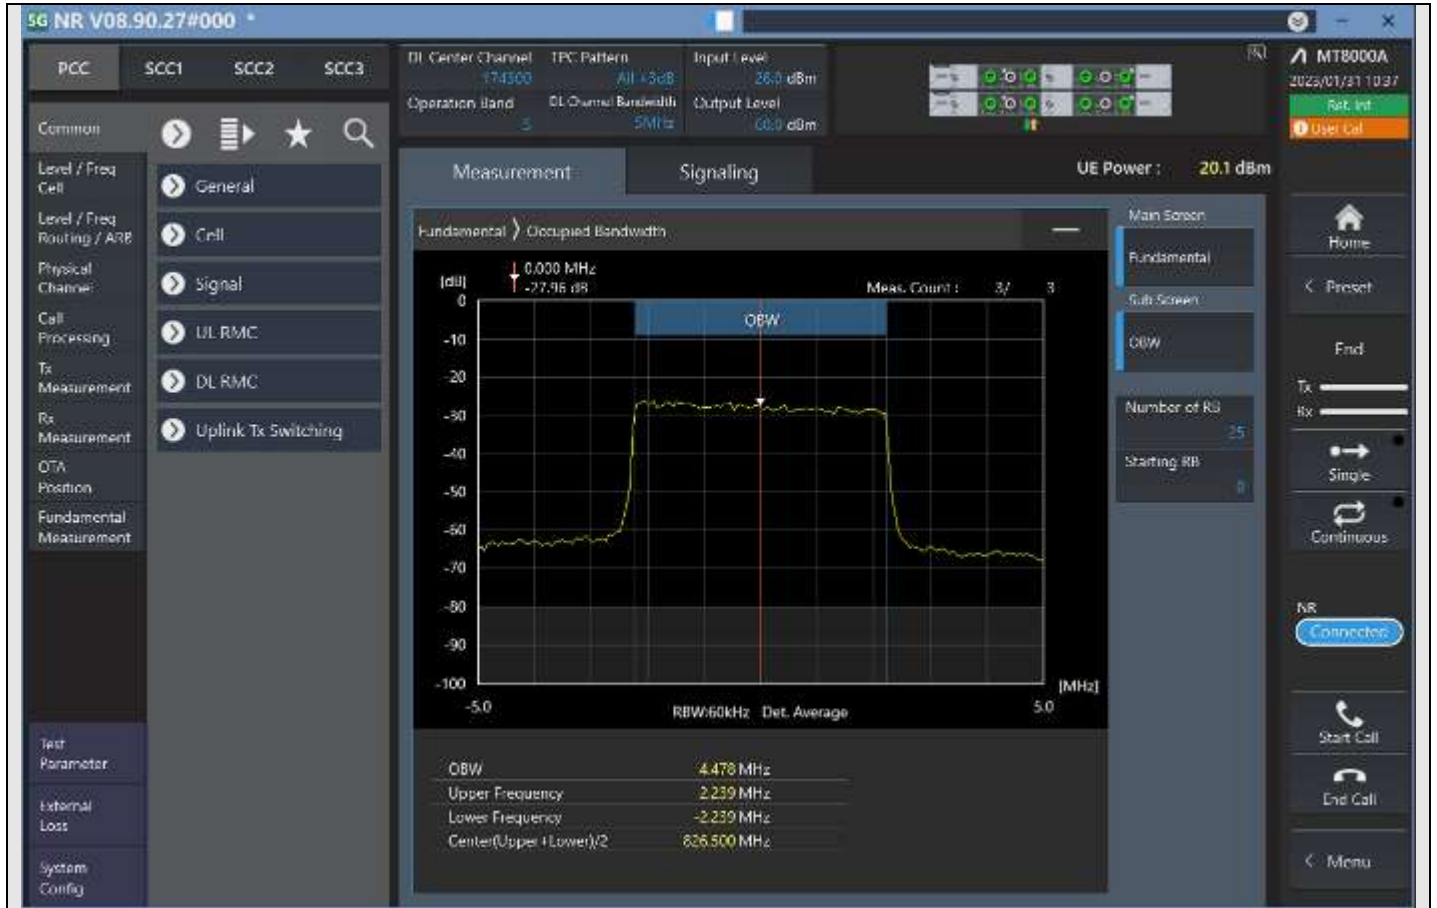 SG NR V08.90.27#000 *
PCC SCC1 SCC2 SCC3
DL Center Channel TPC Pattern Input Level
174300 All +3dB 26.0 dBm
Operation Band DL Channel Bandwidth Output Level
5 5MHz dBm
MT8000A
2023/01/31 10:37
Ref. Int
User Cal
Common
Level / Freq
Cell
Level / Freq
Routing / ARB
Physical
Channel
Call
Processing
Tx
Measurement
Rx
Measurement
OTA
Position
Fundamental
Measurement
Test
Parameter
External
Loss
System
Config
General
Cell
Signal
UL RMC
DL RMC
Uplink Tx Switching
Measurement Signaling
UE Power : 20.1 dBm
Fundamental > Occupied Bandwidth
0.000 MHz
[dB] -27.96 dB Meas. Count : 3/ 3
OBW
0
-10
-20
-30
-40
-50
-60
-70
-80
-90
-100
[MHz]
-5.0 RBW:60kHz Det. Average 5.0
OBW 4.478 MHz
Upper Frequency 2.239 MHz
Lower Frequency -2.239 MHz
Center(Upper+Lower)/2 826.500 MHz
Main Screen
Fundamental
Sub Screen
OBW
Number of RB
25
Starting RB
0
Home
< Preset
End
Tx
Rx
Single
Continuous
NR
Connected
Start Call
End Call
< Menu